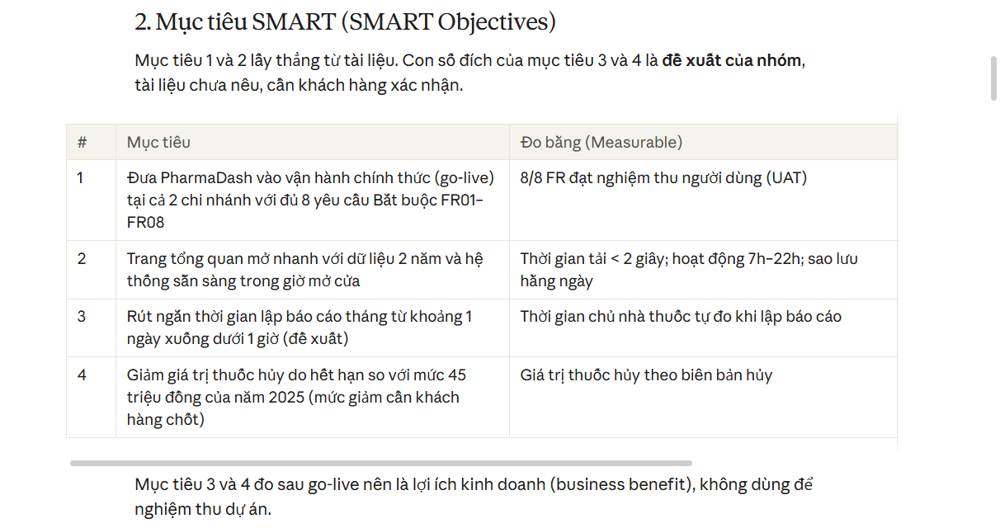 2. Mục tiêu SMART (SMART Objectives)
Mục tiêu 1 và 2 lấy thẳng từ tài liệu. Con số đích của mục tiêu 3 và 4 là đề xuất của nhóm,
tài liệu chưa nêu, cần khách hàng xác nhận.
# Mục tiêu Đo bằng (Measurable)
1 Đưa PharmaDash vào vận hành chính thức (go-live) 8/8 FR đạt nghiệm thu người dùng (UAT)
tại cả 2 chi nhánh với đủ 8 yêu cầu Bắt buộc FR01–
FR08
2 Trang tổng quan mở nhanh với dữ liệu 2 năm và hệ Thời gian tải < 2 giây; hoạt động 7h–22h; sao lưu
thống sẵn sàng trong giờ mở cửa hằng ngày
3 Rút ngắn thời gian lập báo cáo tháng từ khoảng 1 Thời gian chủ nhà thuốc tự đo khi lập báo cáo
ngày xuống dưới 1 giờ (đề xuất)
4 Giảm giá trị thuốc hủy do hết hạn so với mức 45 Giá trị thuốc hủy theo biên bản hủy
triệu đồng của năm 2025 (mức giảm cần khách
hàng chốt)
Mục tiêu 3 và 4 đo sau go-live nên là lợi ích kinh doanh (business benefit), không dùng để
nghiệm thu dự án.